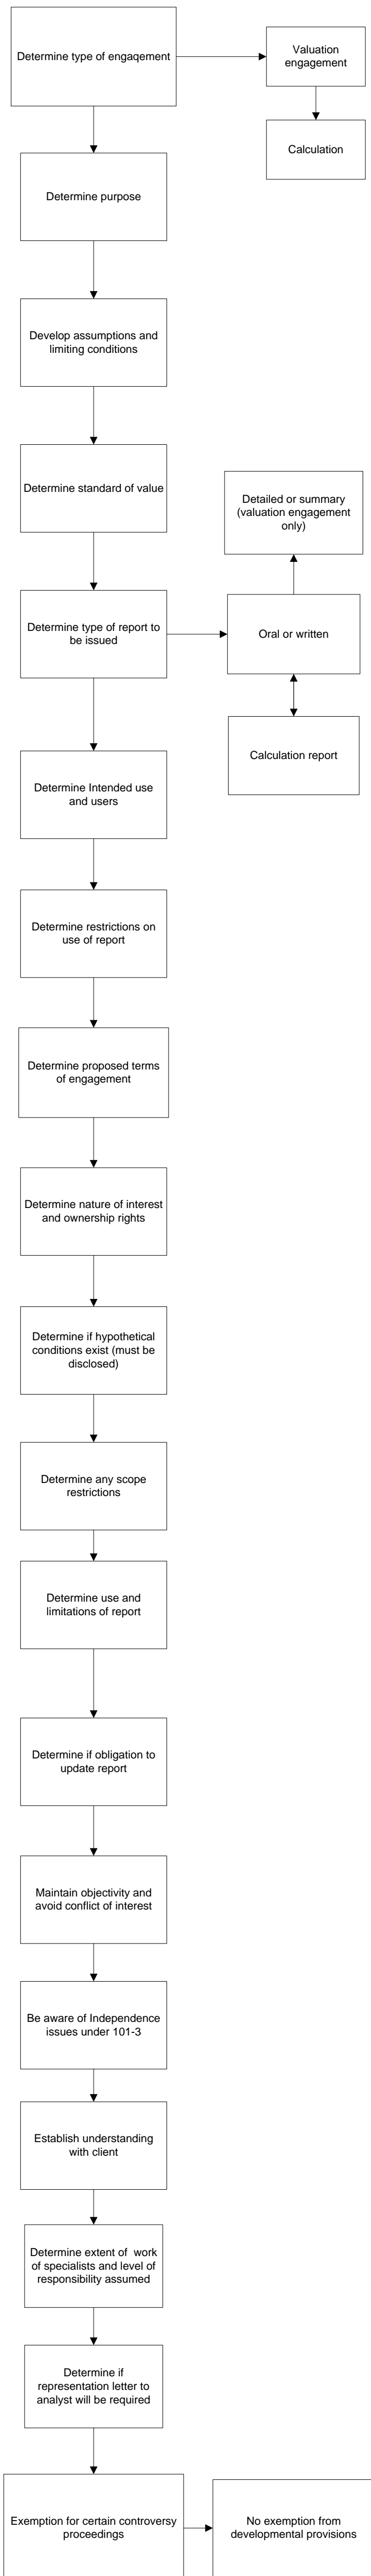 Determine type of engaqement
Valuation
engagement
Calculation
Determine purpose
Develop assumptions and
limiting conditions
Determine standard of value
Detailed or summary
(valuation engagement
only)
Determine type of report to
be issued
Oral or written
Calculation report
Determine Intended use
and users
Determine restrictions on
use of report
Determine proposed terms
of engagement
Determine nature of interest
and ownership rights
Determine if hypothetical
conditions exist (must be
disclosed)
Determine any scope
restrictions
Determine use and
limitations of report
Determine if obligation to
update report
Maintain objectivity and
avoid conflict of interest
Be aware of Independence
issues under 101-3
Establish understanding
with client
Determine extent of  work
of specialists and level of
responsibility assumed
Determine if
representation letter to
analyst will be required
Exemption for certain controversy
proceedings
No exemption from
developmental provisions